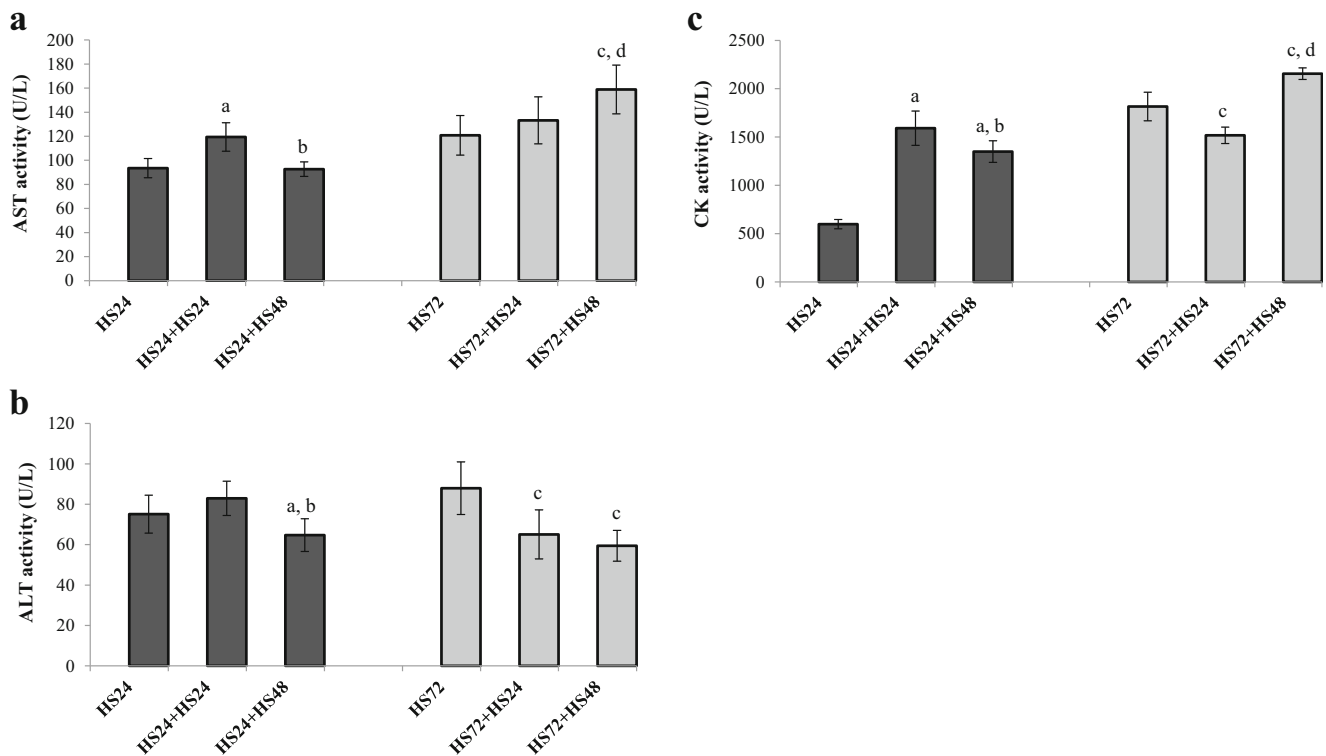 a
AST activity (U/L)
200
180
160
140
120
100
80
60
40
20
0
a
b
c, d
HS24
HS24+HS24
HS24+HS48
HS72
HS72+HS24
HS72+HS48
b
ALT activity (U/L)
120
100
80
60
40
20
0
a, b
c
c
HS24
HS24+HS24
HS24+HS48
HS72
HS72+HS24
HS72+HS48
c
CK activity (U/L)
2500
2000
1500
1000
500
0
a
a, b
c
c, d
HS24
HS24+HS24
HS24+HS48
HS72
HS72+HS24
HS72+HS48